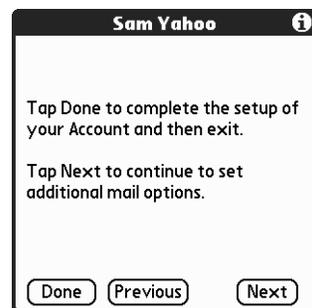 Sam Yahoo
Tap Done to complete the setup of
your Account and then exit.
Tap Next to continue to set
additional mail options.
Done Previous Next